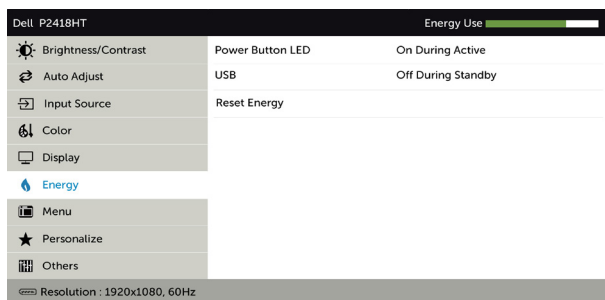 Dell P2418HT Energy Use
Brightness/Contrast Power Button LED On During Active
Auto Adjust USB Off During Standby
Input Source Reset Energy
Color
Display
Energy
Menu
Personalize
Others
Resolution : 1920x1080, 60Hz